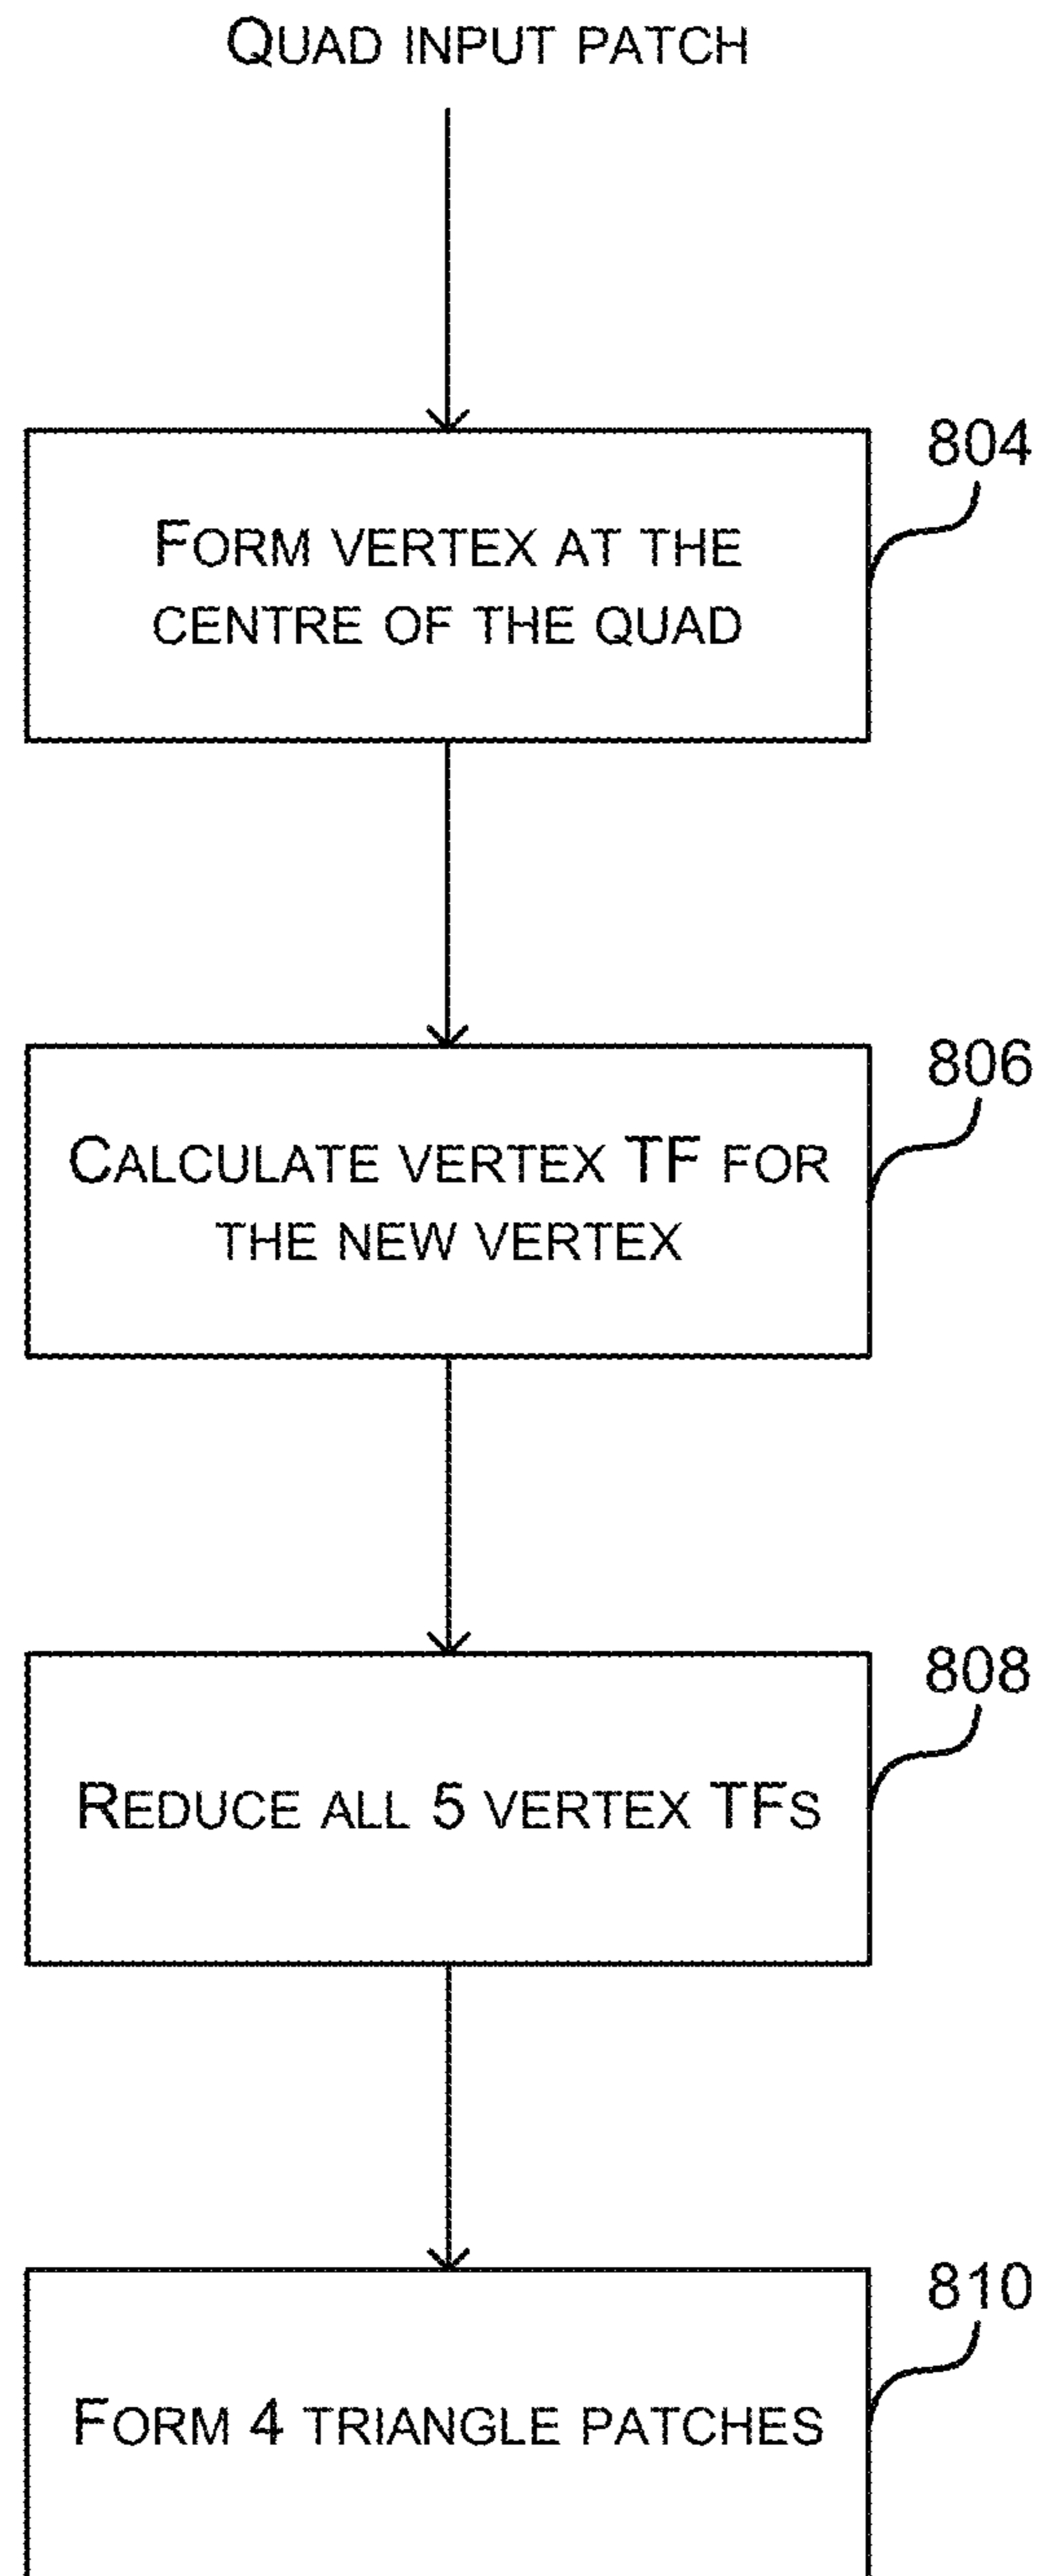 QUAD INPUT PATCH
804
FORM VERTEX AT THE
CENTRE OF THE QUAD
806
CALCULATE VERTEX TF FOR
THE NEW VERTEX
808
REDUCE ALL 5 VERTEX TFS
810
FORM 4 TRIANGLE PATCHES